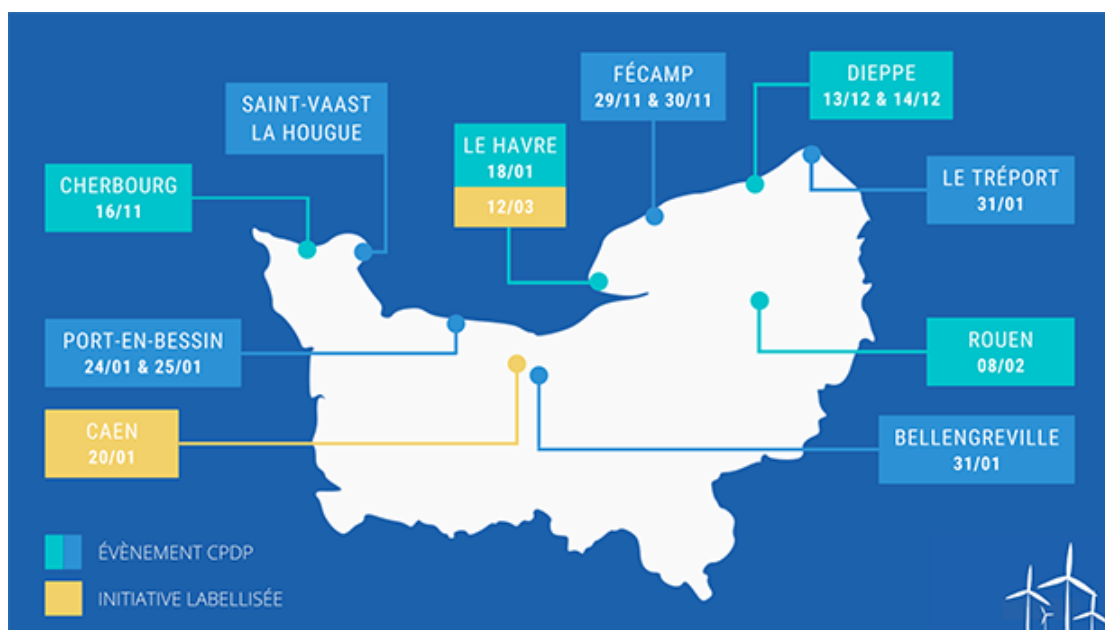 SAINT-VAAST
LA HOUGUE
FÉCAMP
29/11 & 30/11
DIEPPE
13/12 & 14/12
CHERBOURG
16/11
LE HAVRE
18/01
12/03
LE TRÉPORT
31/01
PORT-EN-BESSIN
24/01 & 25/01
ROUEN
08/02
CAEN
20/01
BELLENGREVILLE
31/01
ÉVÈNEMENT CPDP
INITIATIVE LABELLISÉE